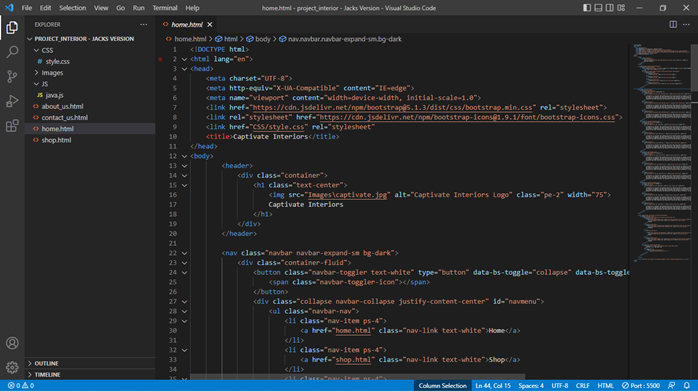 File Edit Selection View Go Run Terminal Help
home.html - project_interior - Jacks Version - Visual Studio Code
EXPLORER
PROJECT_INTERIOR - JACKS VERSION
CSS
style.css
Images
JS
java.js
about_us.html
contact_us.html
home.html
shop.html
OUTLINE
TIMELINE
home.html
home.html > html > body > nav.navbar.navbar-expand-sm.bg-dark
1 <!DOCTYPE html>
2 <html lang="en">
3 <head>
4 <meta charset="UTF-8">
5 <meta http-equiv="X-UA-Compatible" content="IE=edge">
6 <meta name="viewport" content="width=device-width, initial-scale=1.0">
7 <link href="https://cdn.jsdelivr.net/npm/bootstrap@5.1.3/dist/css/bootstrap.min.css" rel="stylesheet">
8 <link rel="stylesheet" href="https://cdn.jsdelivr.net/npm/bootstrap-icons@1.9.1/font/bootstrap-icons.css">
9 <link href="CSS/style.css" rel="stylesheet"
10 <title>Captivate Interiors</title>
11 </head>
12 <body>
13 <header>
14 <div class="container">
15 <h1 class="text-center">
16 <img src="Images\captivate.jpg" alt="Captivate Interiors Logo" class="pe-2" width="75">
17 Captivate Interiors
18 </h1>
19 </div>
20 </header>
21
22 <nav class="navbar navbar-expand-sm bg-dark">
23 <div class="container-fluid">
24 <button class="navbar-toggler text-white" type="button" data-bs-toggle="collapse" data-bs-togg
25 <span class="navbar-toggler-icon"></span>
26 </button>
27 <div class="collapse navbar-collapse justify-content-center" id="navmenu">
28 <ul class="navbar-nav">
29 <li class="nav-item ps-4">
30 <a href="home.html" class="nav-link text-white">Home</a>
31 </li>
32 <li class="nav-item ps-4">
33 <a href="shop.html" class="nav-link text-white">Shop</a>
34 </li>
35 <li class="nav-item ps-4">
0 0
Column Selection Ln 44, Col 15 Spaces: 4 UTF-8 CRLF HTML Port : 5500